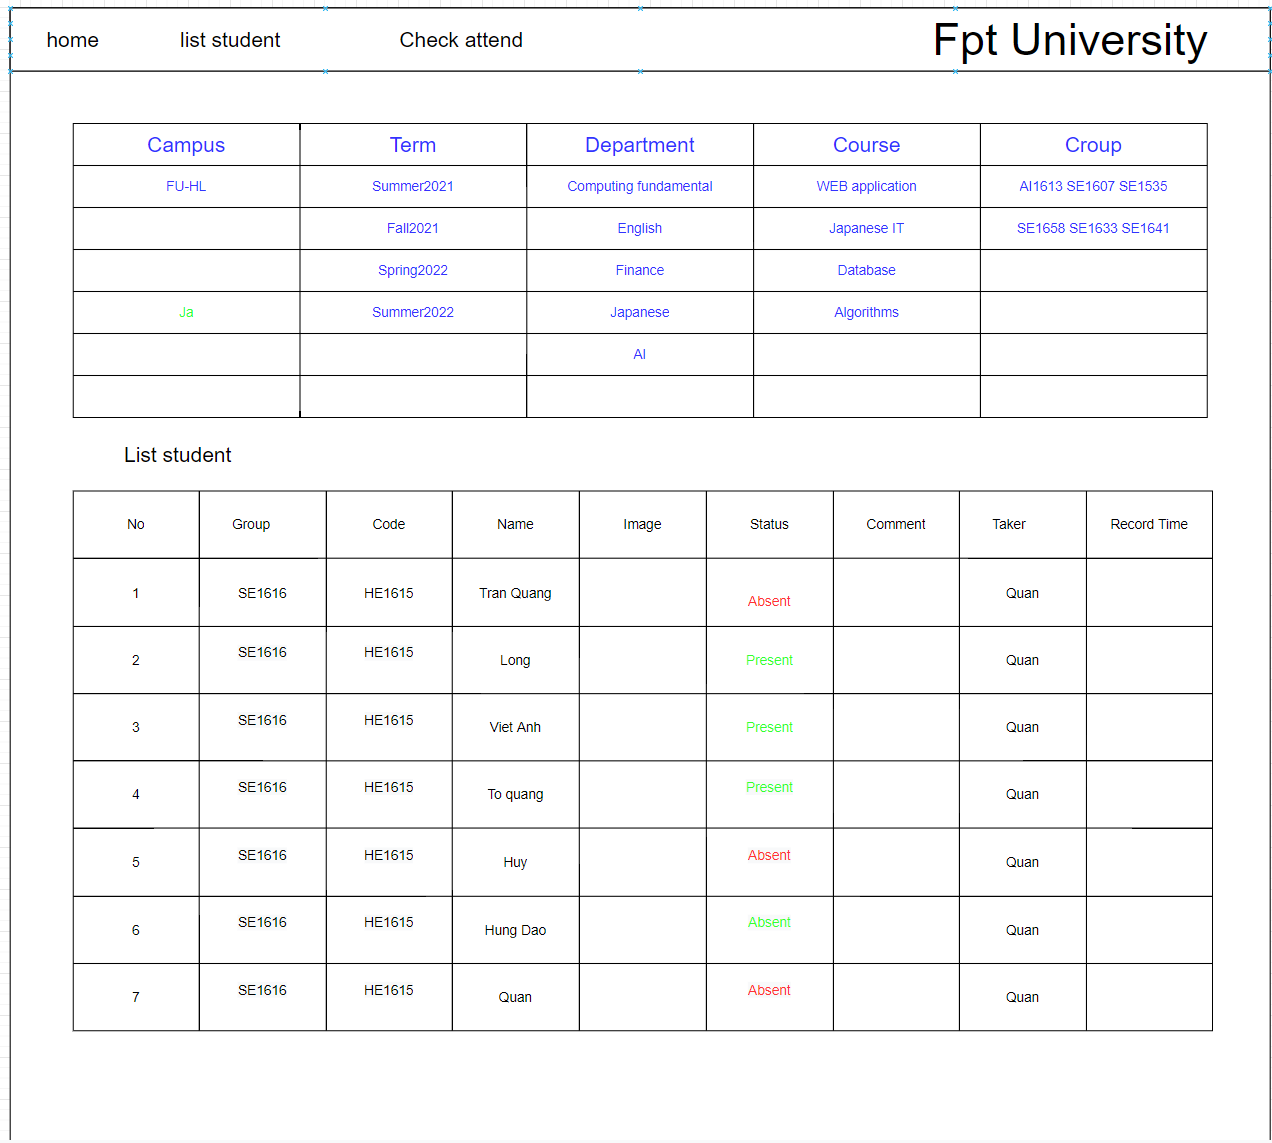 home list student Check attend Fpt University
Campus Term Department Course Croup
FU-HL Summer2021 Computing fundamental WEB application AI1613 SE1607 SE1535
Fall2021 English Japanese IT SE1658 SE1633 SE1641
Spring2022 Finance Database
Ja Summer2022 Japanese Algorithms
AI
List student
No Group Code Name Image Status Comment Taker Record Time
1 SE1616 HE1615 Tran Quang Absent Quan
2 SE1616 HE1615 Long Present Quan
3 SE1616 HE1615 Viet Anh Present Quan
4 SE1616 HE1615 To quang Present Quan
5 SE1616 HE1615 Huy Absent Quan
6 SE1616 HE1615 Hung Dao Absent Quan
7 SE1616 HE1615 Quan Absent Quan